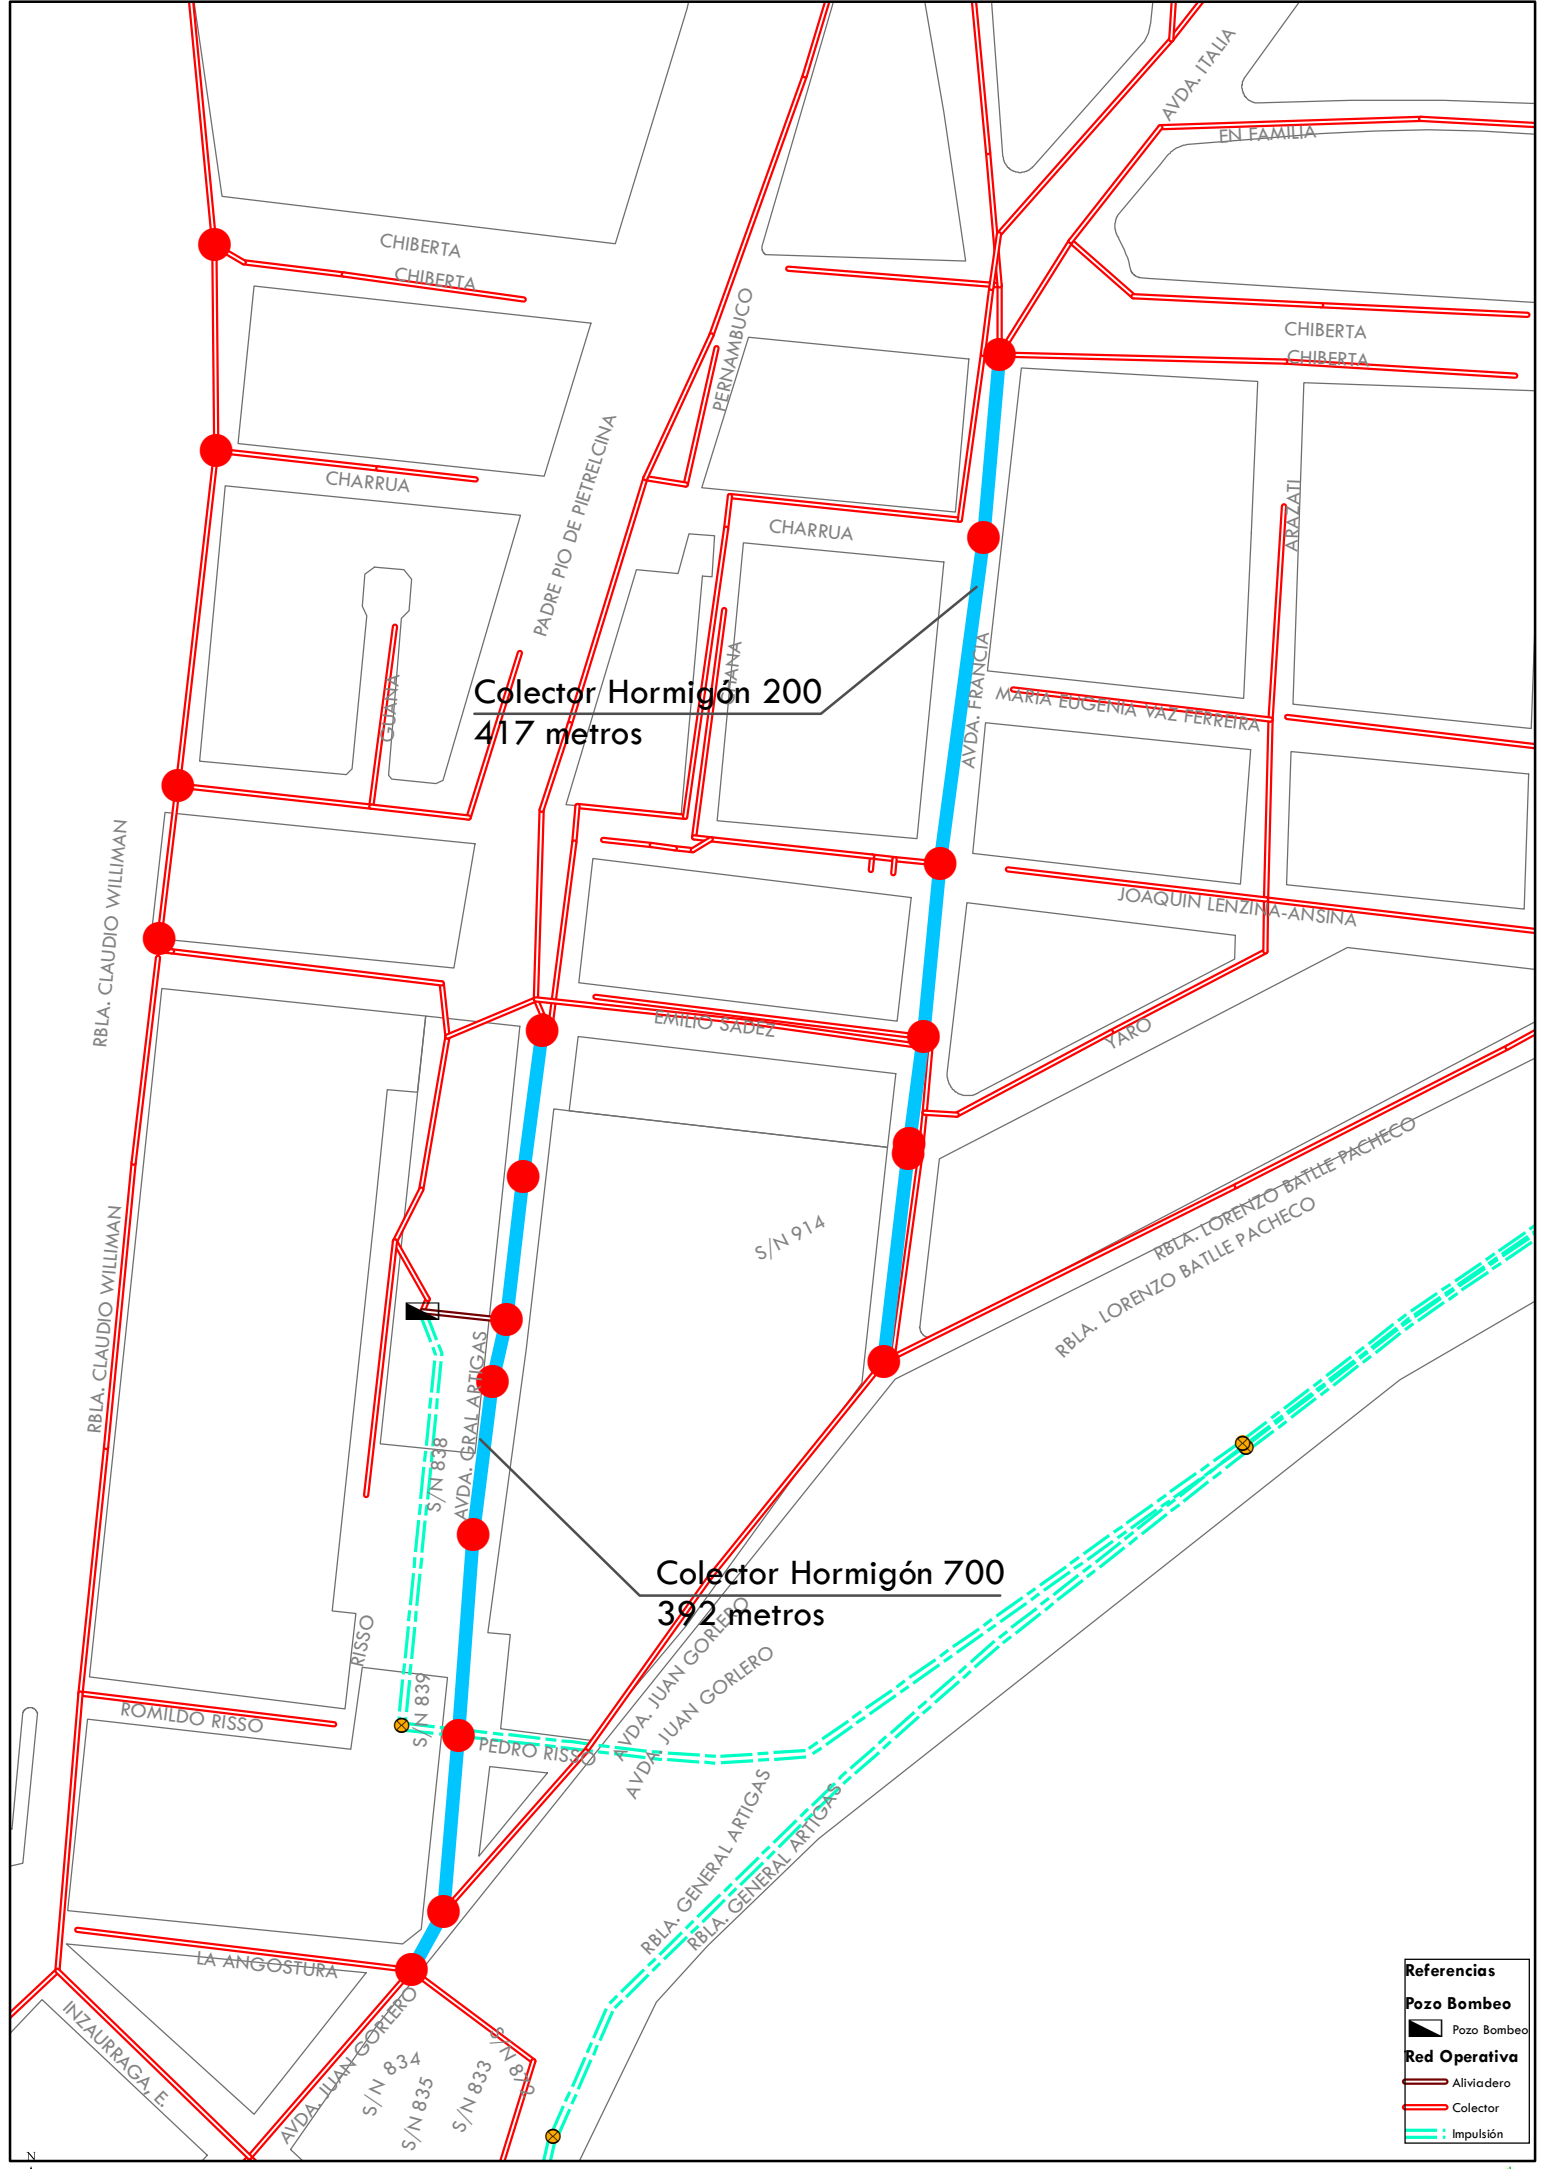 AVDA. ITALIA
EN FAMILIA
CHIBERTA
CHIBERTA
PERNAMBUCO
CHIBERTA
CHIBERTA
CHARRUA
PADRE PIO DE PIETRELCINA
CHARRUA
ARAZATI
GUANA
Colector Hormigón 200
417 metros
AVDA. FRANCIA
MARIA EUGENIA VAZ FERREIRA
RBLA. CLAUDIO WILLIMAN
JOAQUIN LENZINA-ANSINA
EMILIO SADEZ
YARO
RBLA. LORENZO BATLLE PACHECO
RBLA. LORENZO BATLLE PACHECO
S/N 914
RBLA. CLAUDIO WILLIMAN
AVDA. GRAL ARTIGAS
S/N 838
Colector Hormigón 700
392 metros
RISSO
S/N 839
ROMILDO RISSO
PEDRO RISSO
AVDA. JUAN GORLERO
AVDA. JUAN GORLERO
RBLA. GENERAL ARTIGAS
RBLA. GENERAL ARTIGAS
LA ANGOSTURA
INZAURRAGA, E.
AVDA. JUAN GORLERO
S/N 834
S/N 835
S/N 833
Referencias
Pozo Bombeo
Pozo Bombeo
Red Operativa
Aliviadero
Colector
Impulsión
N